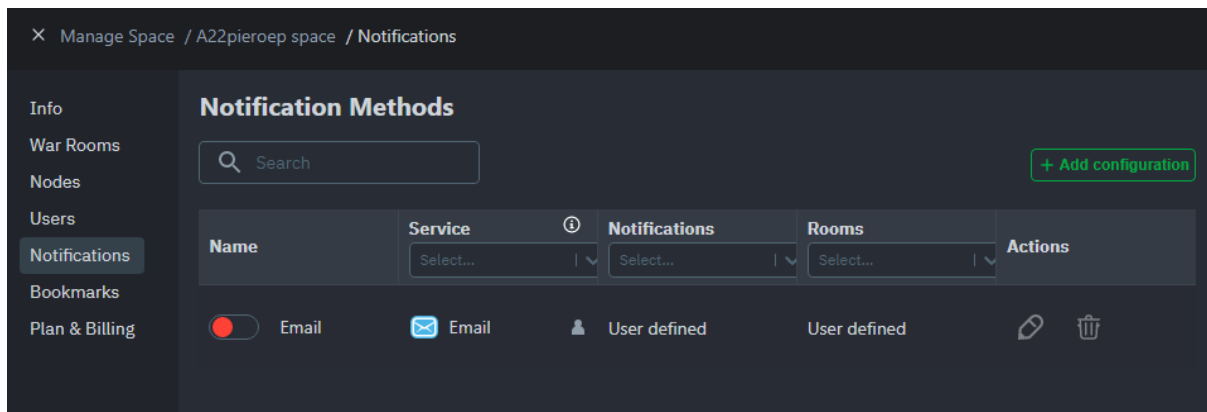 × Manage Space / A22pieroep space / Notifications
Info
War Rooms
Nodes
Users
Notifications
Bookmarks
Plan & Billing
Notification Methods
Search
+ Add configuration
Name
Service
Select...
Notifications
Select...
Rooms
Select...
Actions
Email
Email
User defined
User defined